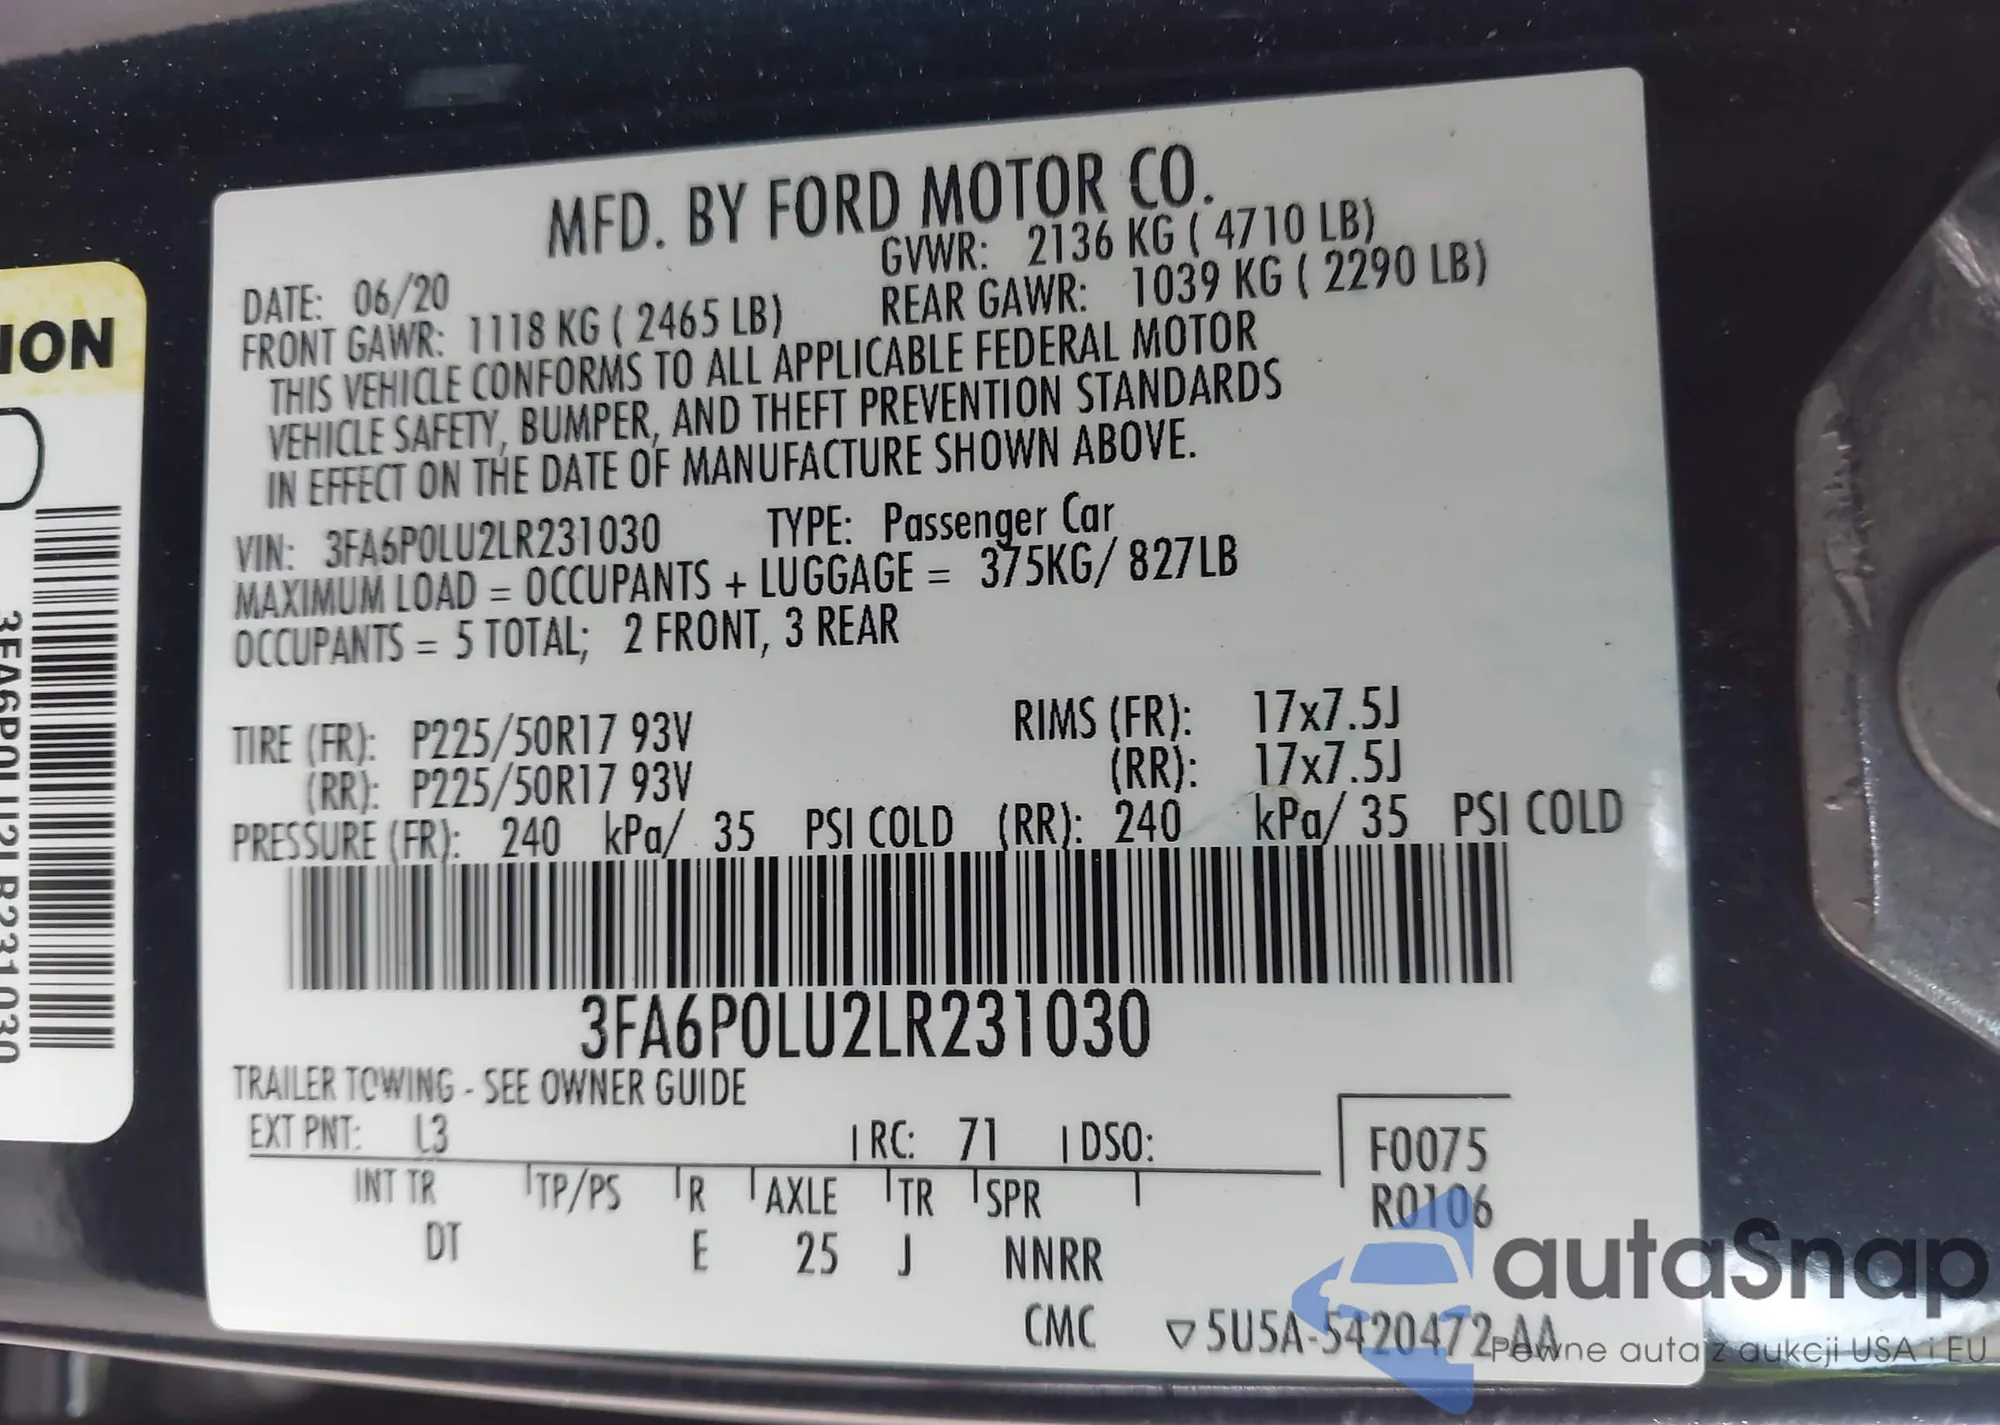 MFD. BY FORD MOTOR CO.
DATE: 06/20
GVWR: 2136 KG ( 4710 LB)
FRONT GAWR: 1118 KG ( 2465 LB)
REAR GAWR: 1039 KG ( 2290 LB)
THIS VEHICLE CONFORMS TO ALL APPLICABLE FEDERAL MOTOR
VEHICLE SAFETY, BUMPER, AND THEFT PREVENTION STANDARDS
IN EFFECT ON THE DATE OF MANUFACTURE SHOWN ABOVE.
VIN: 3FA6P0LU2LR231030 TYPE: Passenger Car
MAXIMUM LOAD = OCCUPANTS + LUGGAGE = 375KG/ 827LB
OCCUPANTS = 5 TOTAL; 2 FRONT, 3 REAR
TIRE (FR): P225/50R17 93V RIMS (FR): 17x7.5J
(RR): P225/50R17 93V (RR): 17x7.5J
PRESSURE (FR): 240 kPa/ 35 PSI COLD (RR): 240 kPa/ 35 PSI COLD
3FA6P0LU2LR231030
TRAILER TOWING - SEE OWNER GUIDE
EXT PNT: L3 RC: 71 DSO: F0075
INT TR TP/PS R AXLE TR SPR R0106
DT E 25 J NNRR
CMC ▽5U5A-5420472-AA
ION
3FA6P0LU2LR231030
autaSnap
Pewne auta z aukcji USA i EU